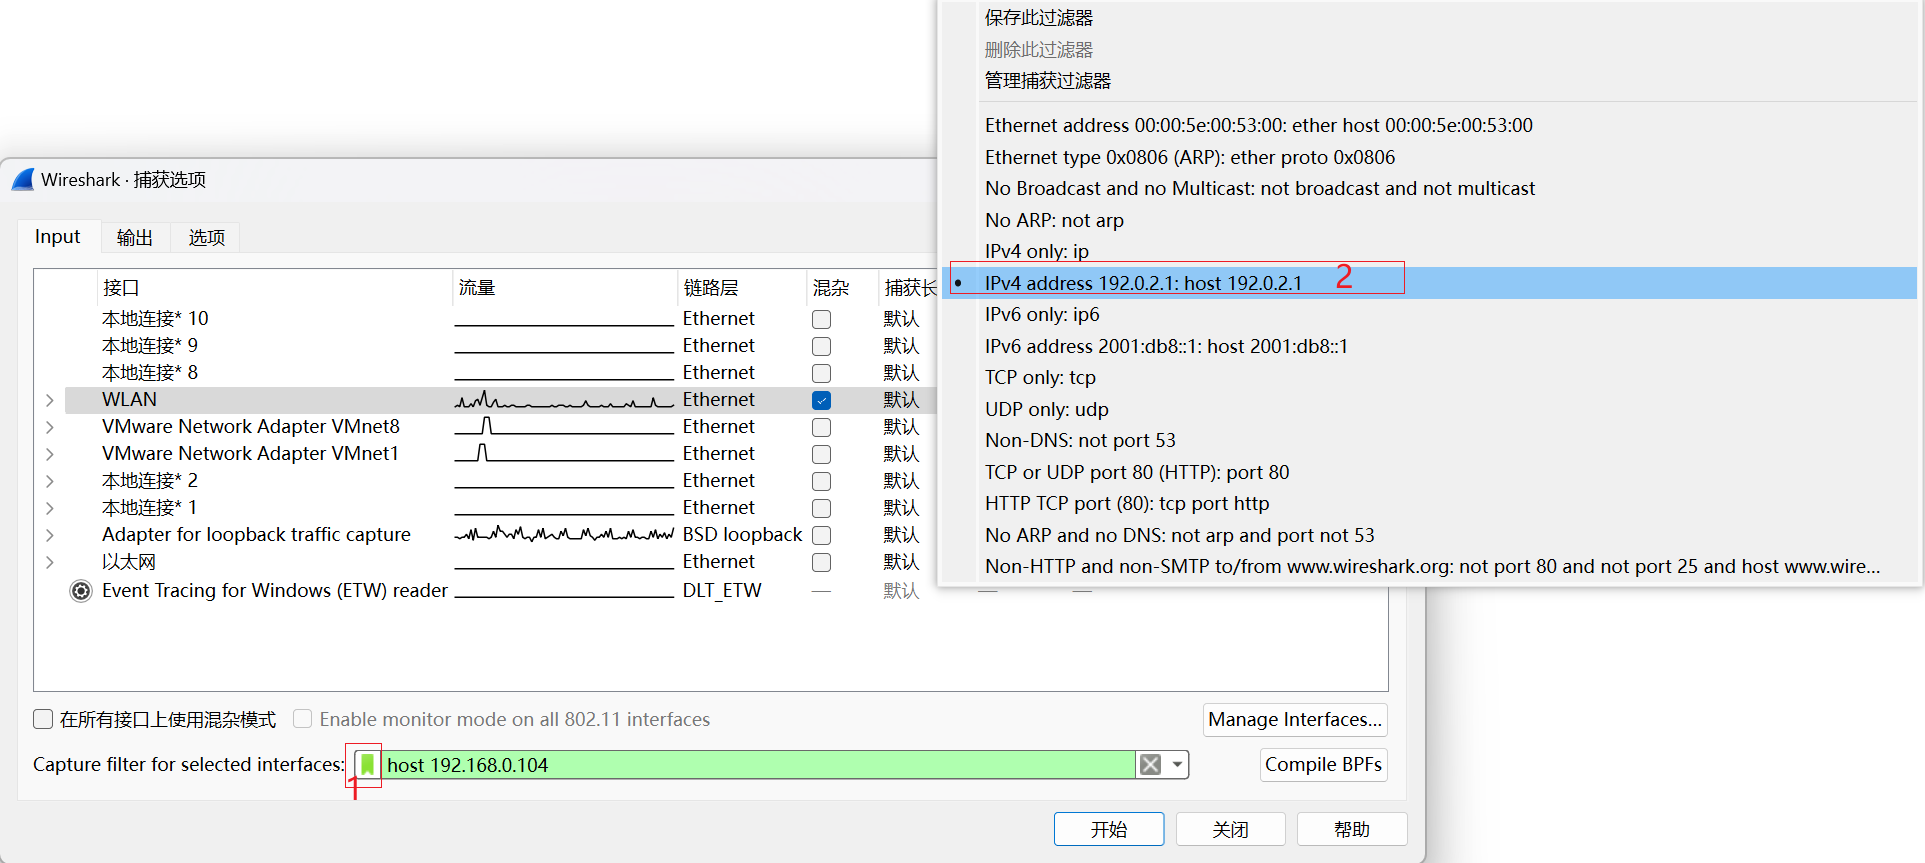 保存此过滤器
删除此过滤器
管理捕获过滤器
Ethernet address 00:00:5e:00:53:00: ether host 00:00:5e:00:53:00
Ethernet type 0x0806 (ARP): ether proto 0x0806
No Broadcast and no Multicast: not broadcast and not multicast
No ARP: not arp
IPv4 only: ip
IPv4 address 192.0.2.1: host 192.0.2.1 2
IPv6 only: ip6
IPv6 address 2001:db8::1: host 2001:db8::1
TCP only: tcp
UDP only: udp
Non-DNS: not port 53
TCP or UDP port 80 (HTTP): port 80
HTTP TCP port (80): tcp port http
No ARP and no DNS: not arp and port not 53
Non-HTTP and non-SMTP to/from www.wireshark.org: not port 80 and not port 25 and host www.wire...
Wireshark · 捕获选项
Input 输出 选项
接口 流量 链路层 混杂 捕获长
本地连接* 10 Ethernet 默认
本地连接* 9 Ethernet 默认
本地连接* 8 Ethernet 默认
WLAN Ethernet 默认
VMware Network Adapter VMnet8 Ethernet 默认
VMware Network Adapter VMnet1 Ethernet 默认
本地连接* 2 Ethernet 默认
本地连接* 1 Ethernet 默认
Adapter for loopback traffic capture BSD loopback 默认
以太网 Ethernet 默认
Event Tracing for Windows (ETW) reader DLT_ETW — 默认 — —
在所有接口上使用混杂模式 Enable monitor mode on all 802.11 interfaces Manage Interfaces...
Capture filter for selected interfaces: host 192.168.0.104 Compile BPFs
1
开始 关闭 帮助